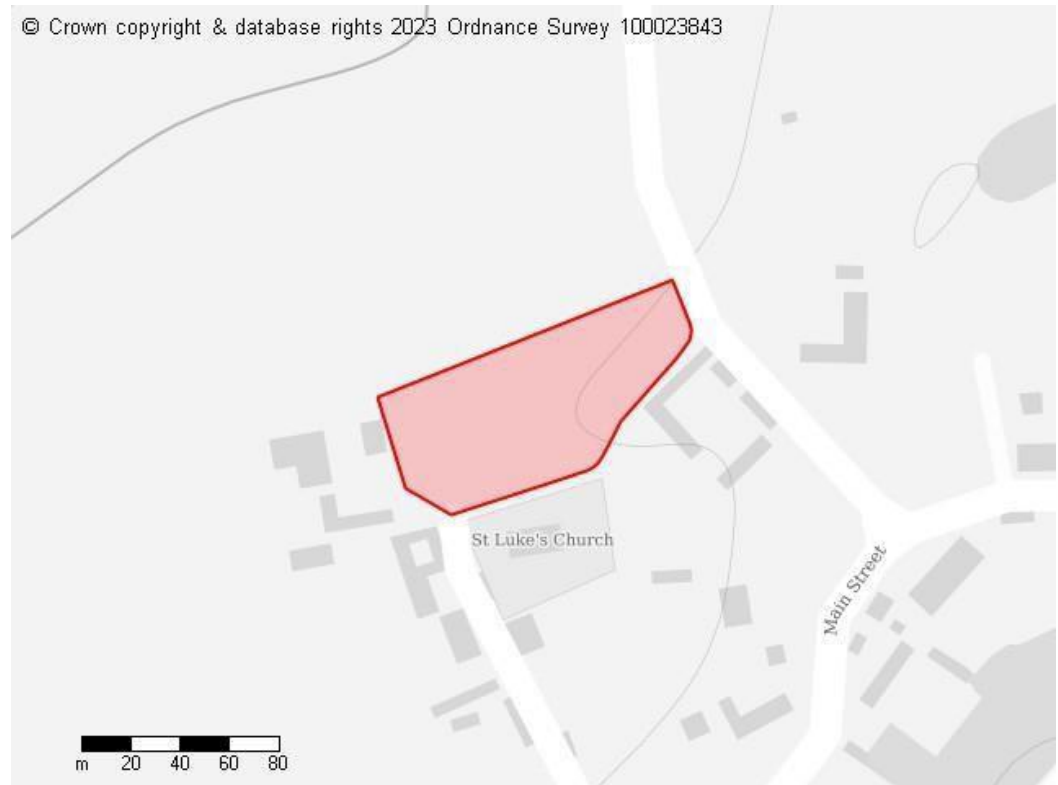 © Crown copyright & database rights 2023 Ordnance Survey 100023843
St Luke's Church
Main Street
m 20 40 60 80